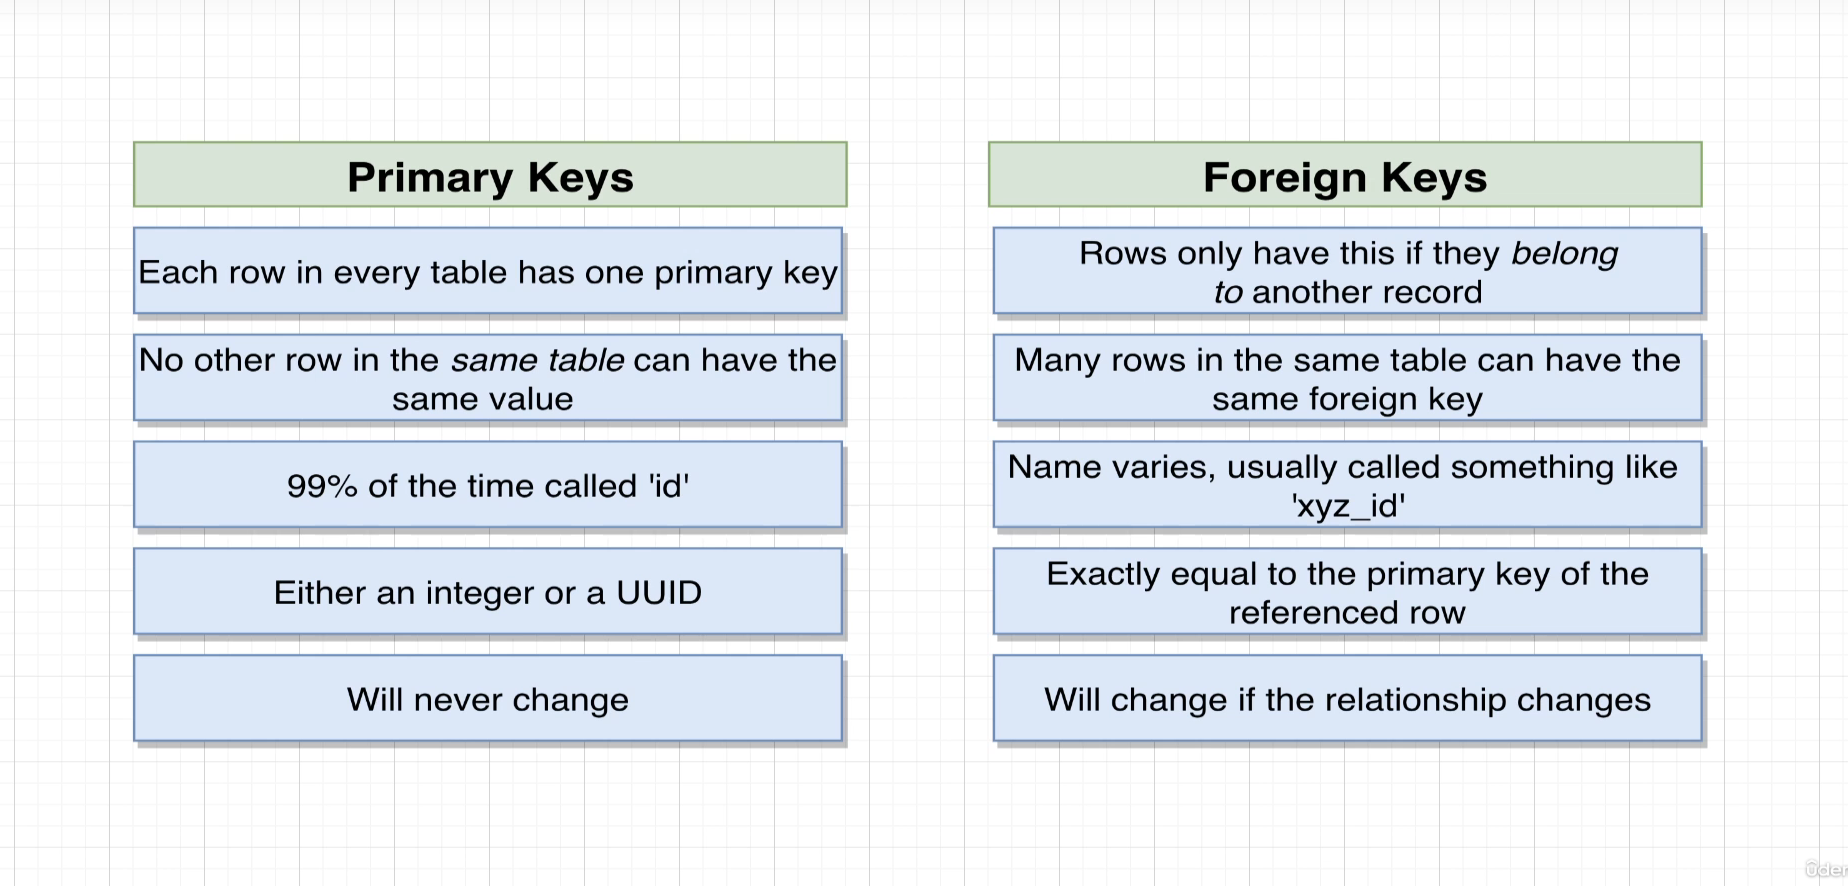 Primary Keys
Each row in every table has one primary key
No other row in the same table can have the
same value
99% of the time called 'id'
Either an integer or a UUID
Will never change
Foreign Keys
Rows only have this if they belong
to another record
Many rows in the same table can have the
same foreign key
Name varies, usually called something like
'xyz_id'
Exactly equal to the primary key of the
referenced row
Will change if the relationship changes